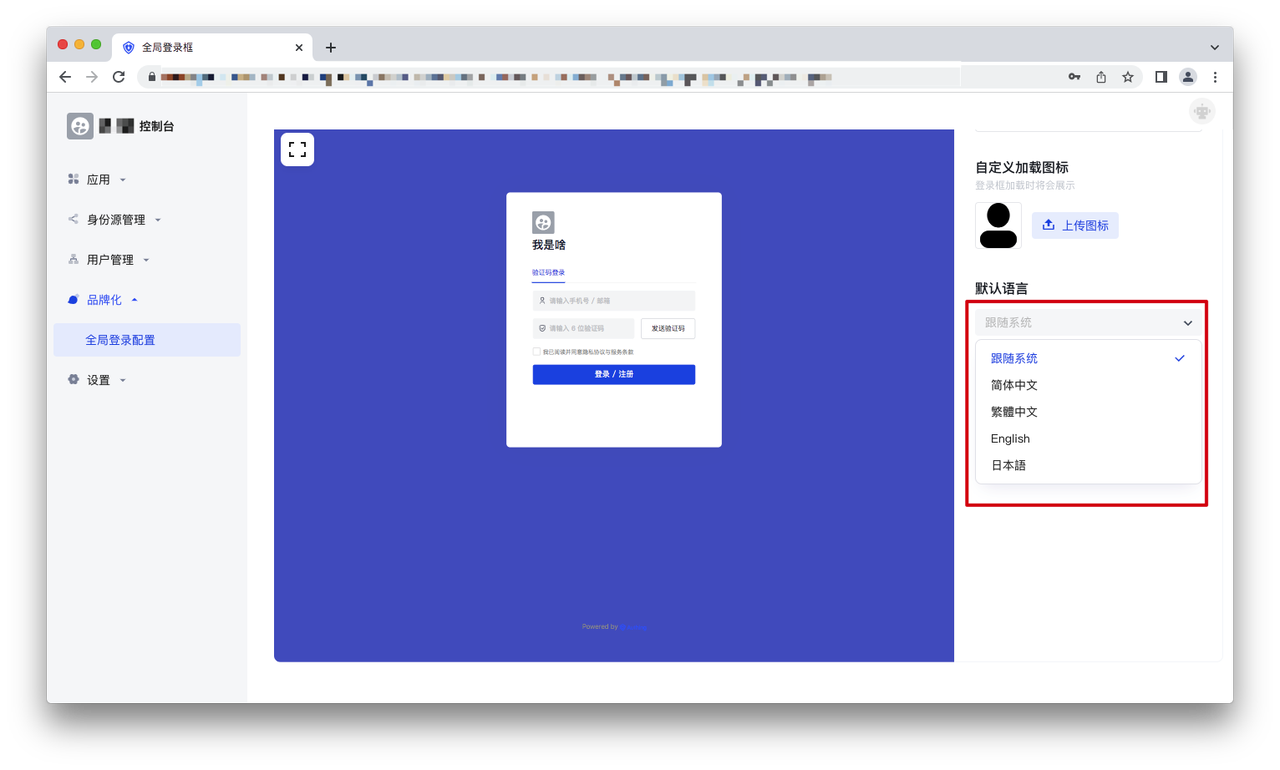 全局登录框
控制台
应用
身份源管理
用户管理
品牌化
全局登录配置
设置
我是啥
验证码登录
请输入手机号 / 邮箱
请输入 6 位验证码
发送验证码
我已阅读并同意隐私协议与服务条款
登录 / 注册
Powered by
自定义加载图标
登录框加载时将会展示
上传图标
默认语言
跟随系统
跟随系统
简体中文
繁體中文
English
日本語